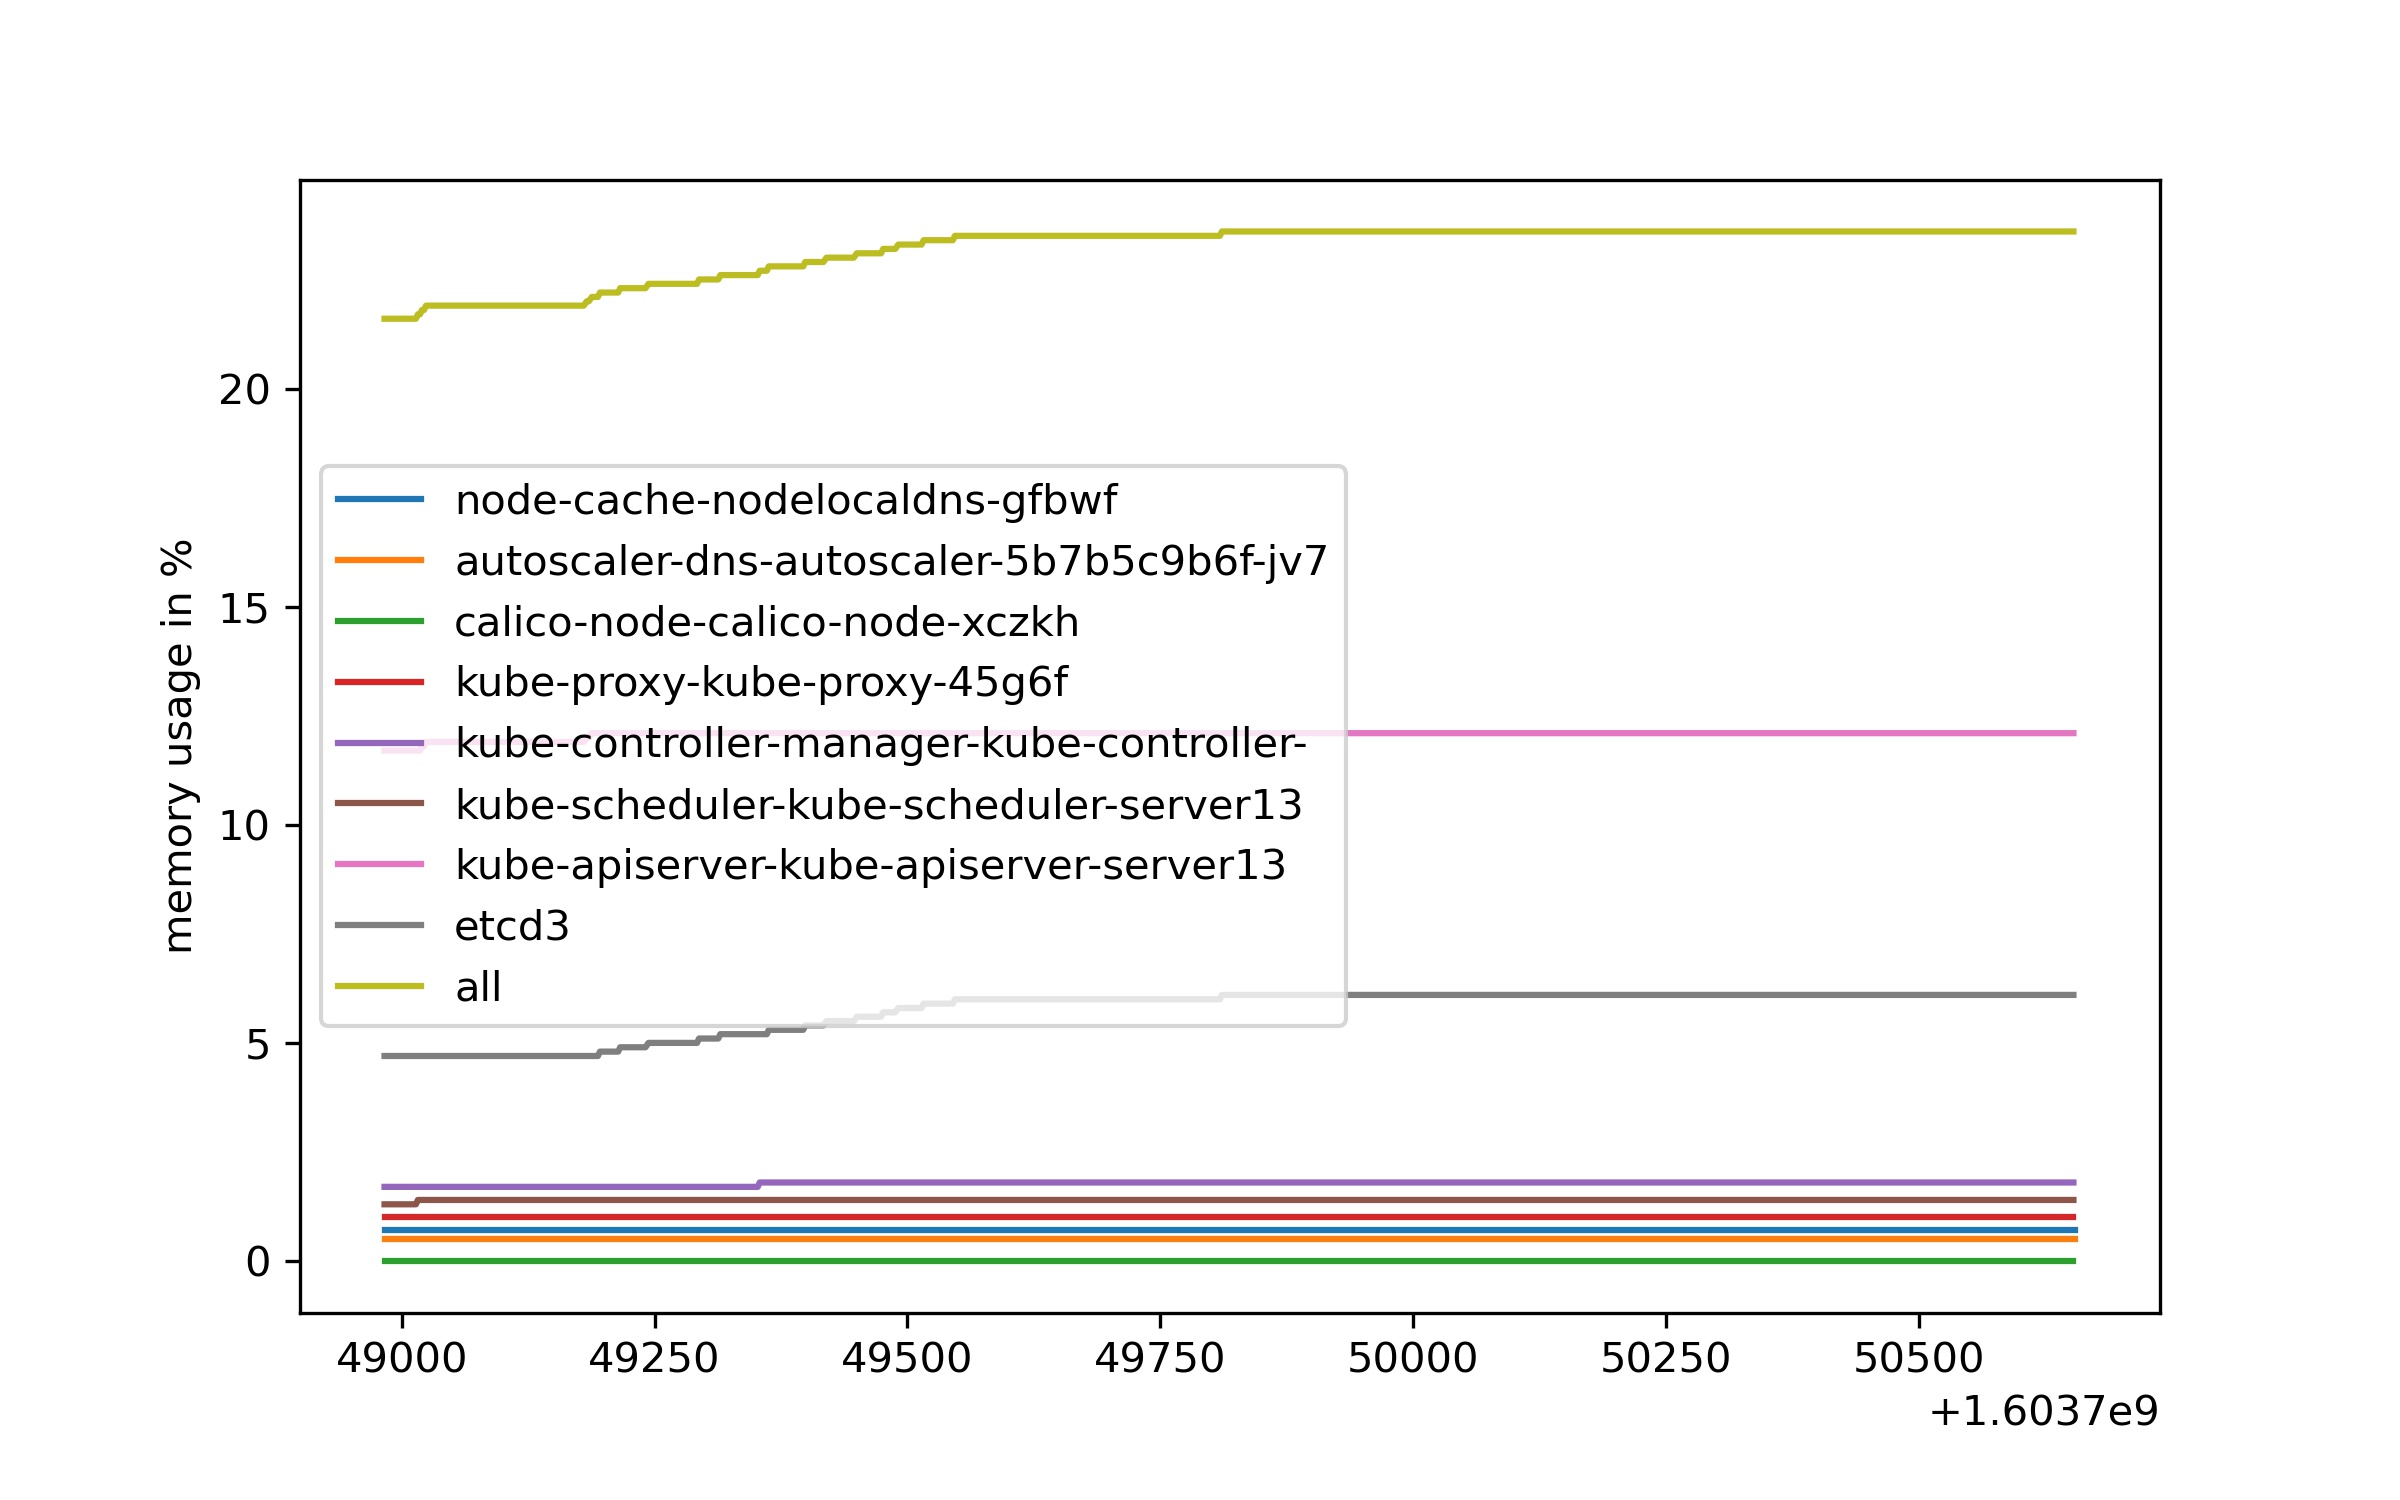 memory usage in %
20
15
10
5
0
node-cache-nodelocaldns-gfbwf
autoscaler-dns-autoscaler-5b7b5c9b6f-jv7
calico-node-calico-node-xczkh
kube-proxy-kube-proxy-45g6f
kube-controller-manager-kube-controller-
kube-scheduler-kube-scheduler-server13
kube-apiserver-kube-apiserver-server13
etcd3
all
49000 49250 49500 49750 50000 50250 50500
+1.6037e9